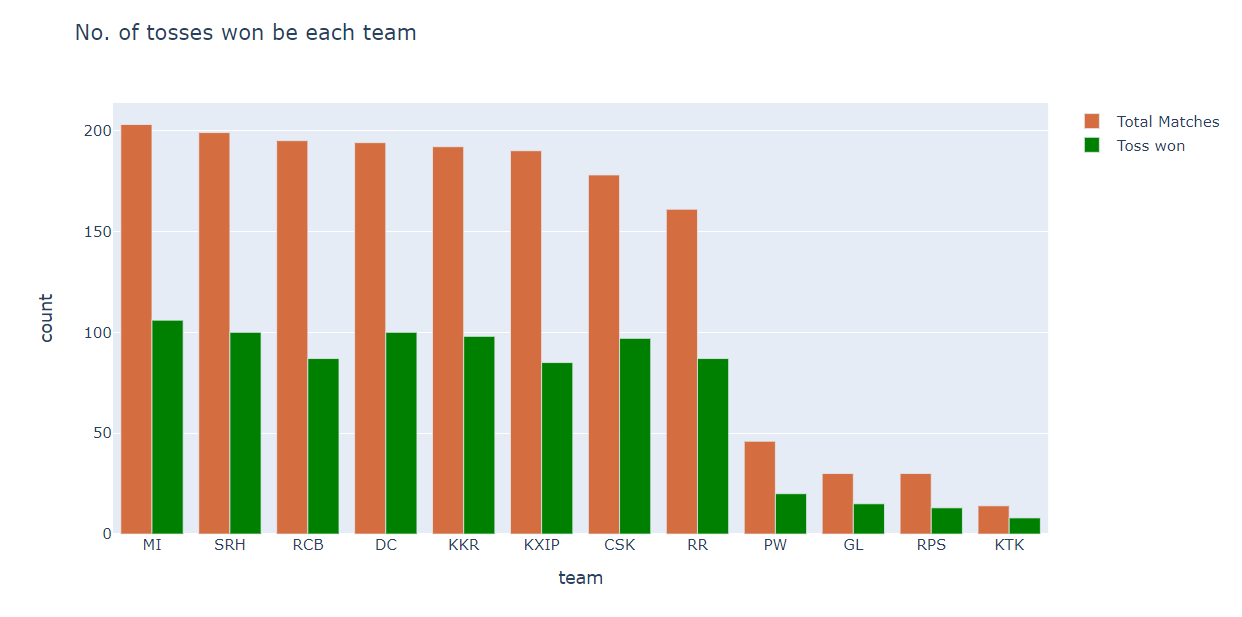 No. of tosses won be each team
Total Matches
Toss won
200
150
100
50
0
count
MI SRH RCB DC KKR KXIP CSK RR PW GL RPS KTK
team